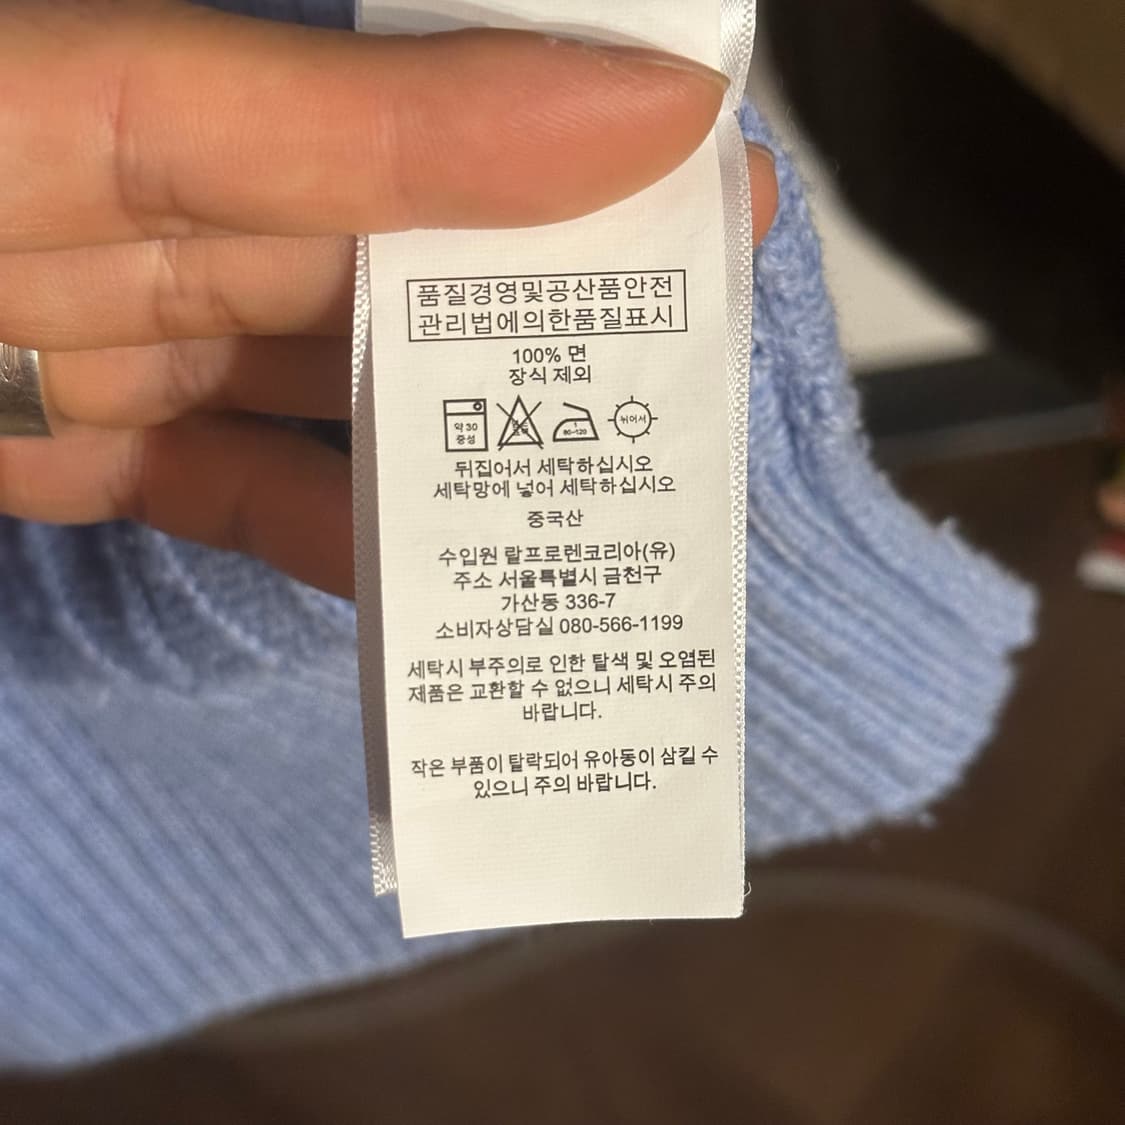 품질경영및공산품안전
관리법에의한품질표시
100% 면
장식 제외
약 30
중성
1
80~120
뉘어서
뒤집어서 세탁하십시오
세탁망에 넣어 세탁하십시오
중국산
수입원 랄프로렌코리아(유)
주소 서울특별시 금천구
가산동 336-7
소비자상담실 080-566-1199
세탁시 부주의로 인한 탈색 및 오염된
제품은 교환할 수 없으니 세탁시 주의
바랍니다.
작은 부품이 탈락되어 유아동이 삼킬 수
있으니 주의 바랍니다.